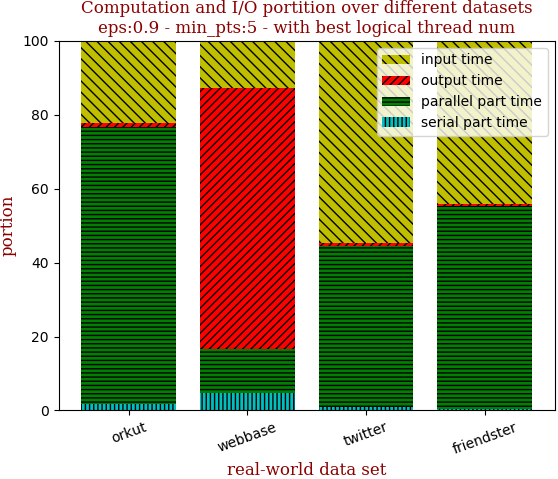 Computation and I/O portition over different datasets
eps:0.9 - min_pts:5 - with best logical thread num
portion
100
80
60
40
20
0
input time
output time
parallel part time
serial part time
orkut
webbase
twitter
friendster
real-world data set